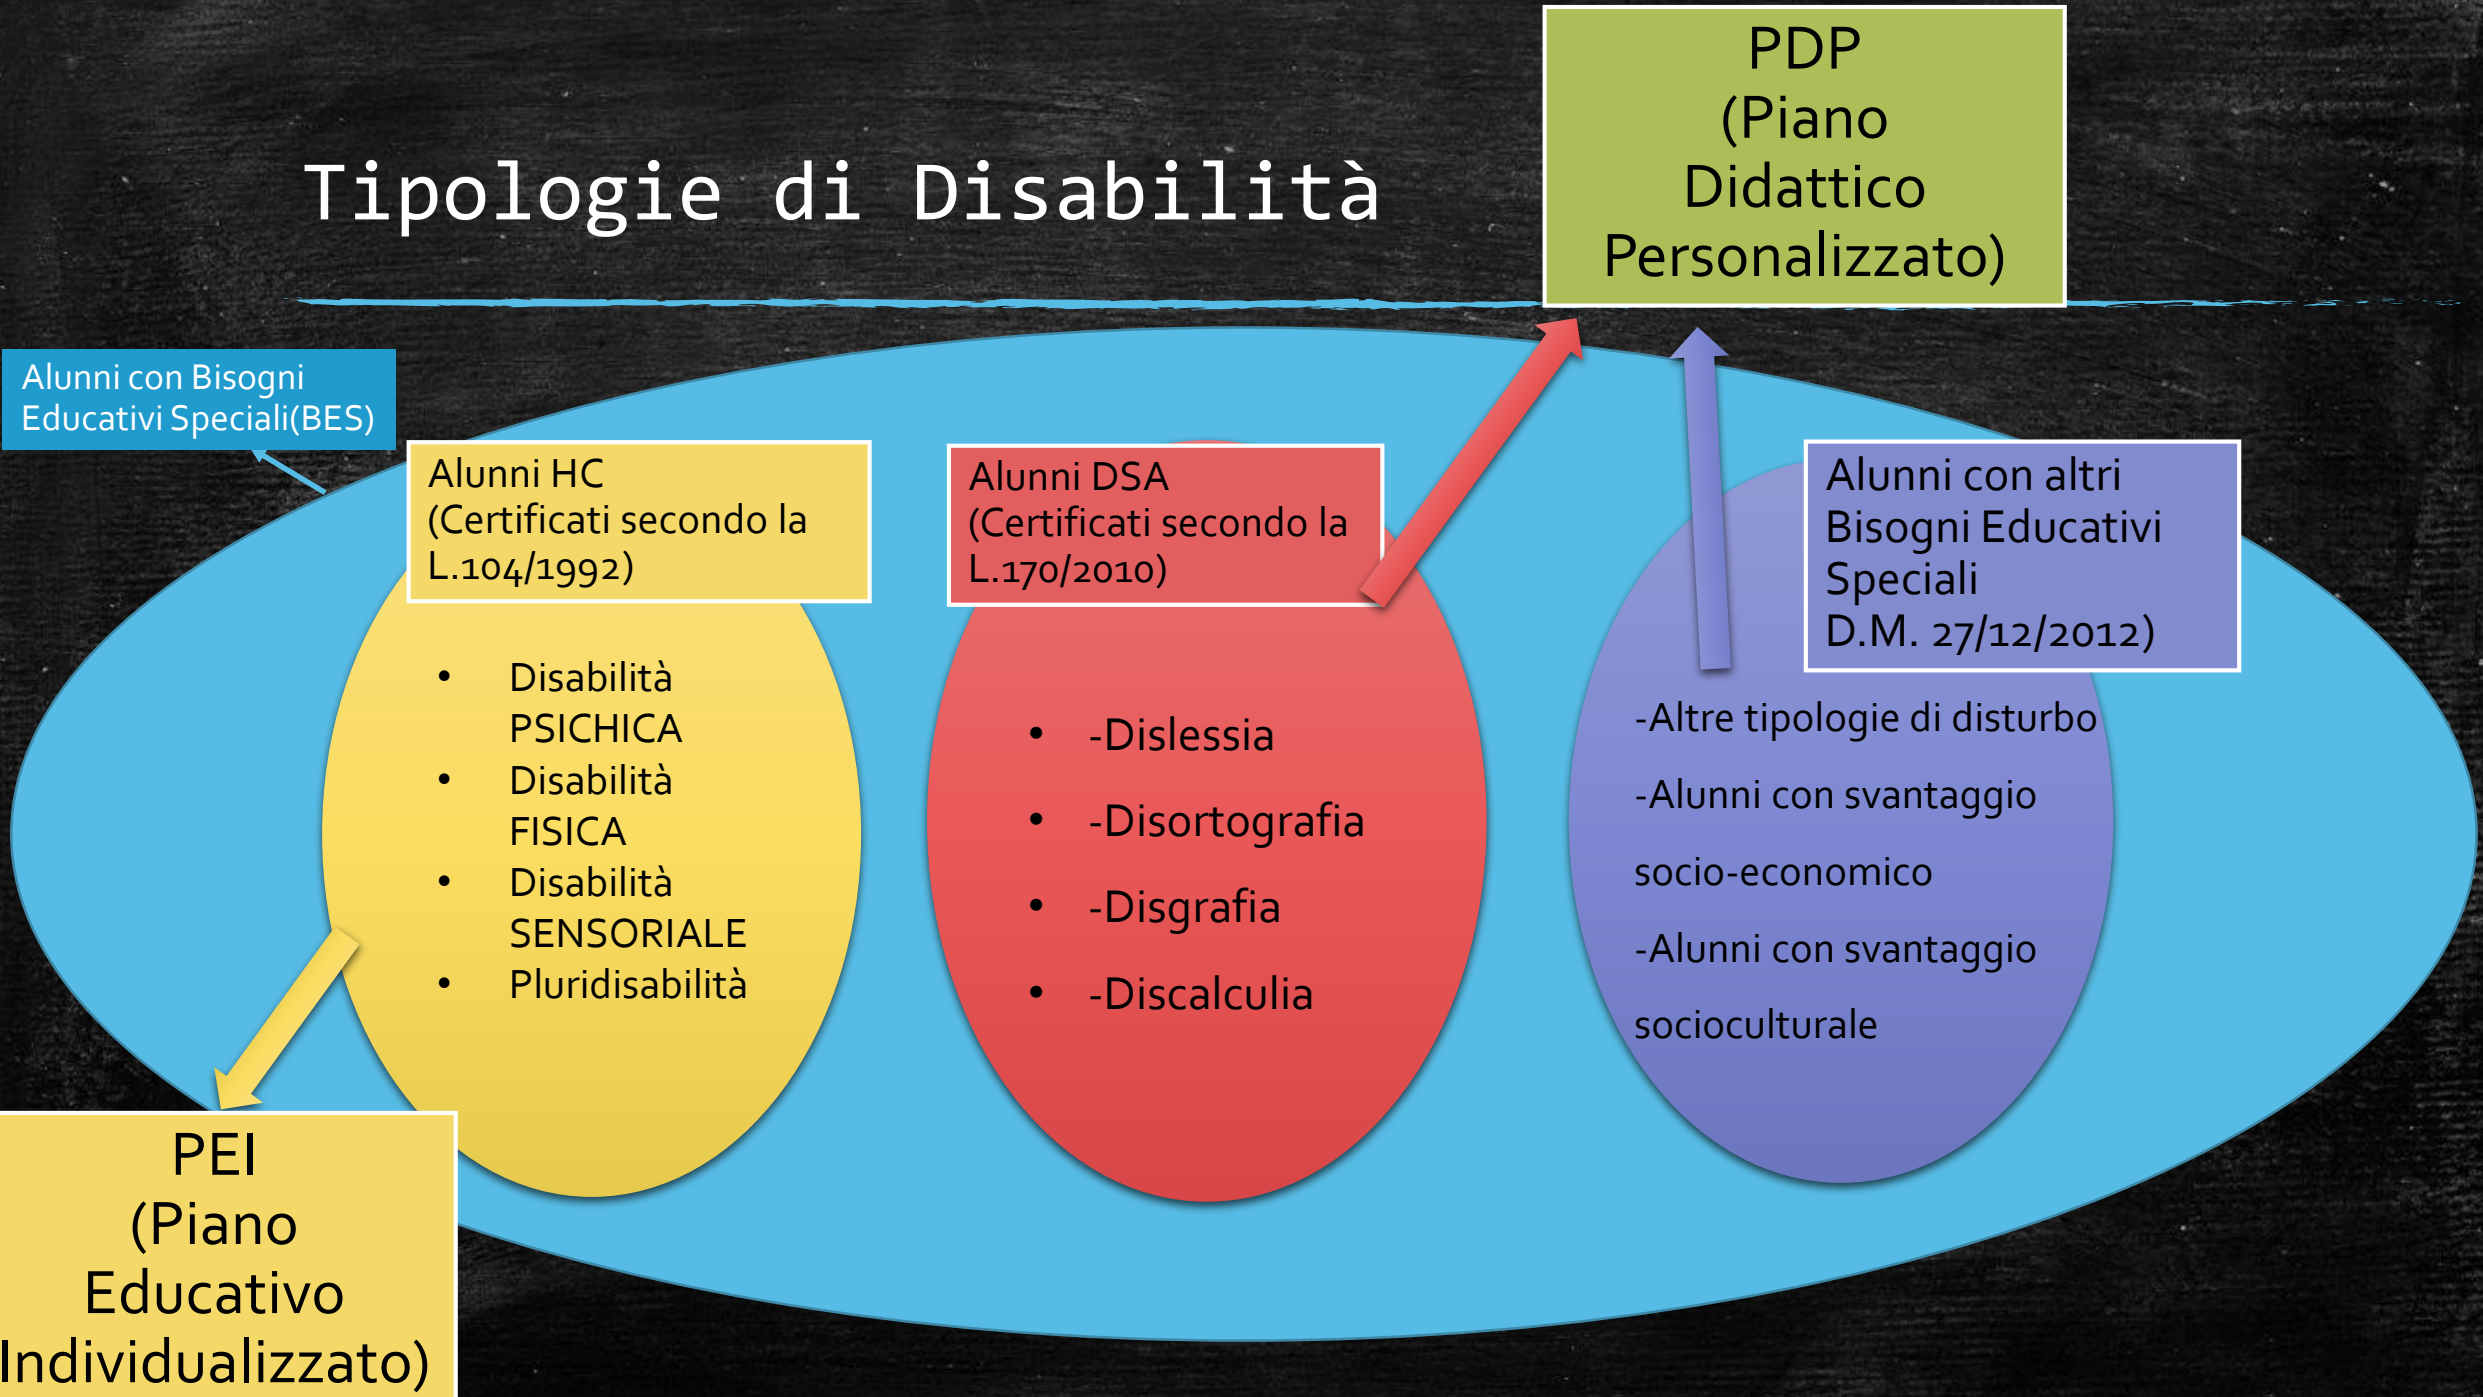 PDP
(Piano
Didattico
Personalizzato)
Tipologie di Disabilità
Alunni con Bisogni
Educativi Speciali(BES)
Alunni HC
(Certificati secondo la
L.104/1992)
• Disabilità
PSICHICA
• Disabilità
FISICA
• Disabilità
SENSORIALE
• Pluridisabilità
Alunni DSA
(Certificati secondo la
L.170/2010)
• -Dislessia
• -Disortografia
• -Disgrafia
• -Discalculia
Alunni con altri
Bisogni Educativi
Speciali
D.M. 27/12/2012)
-Altre tipologie di disturbo
-Alunni con svantaggio
socio-economico
-Alunni con svantaggio
socioculturale
PEI
(Piano
Educativo
Individualizzato)